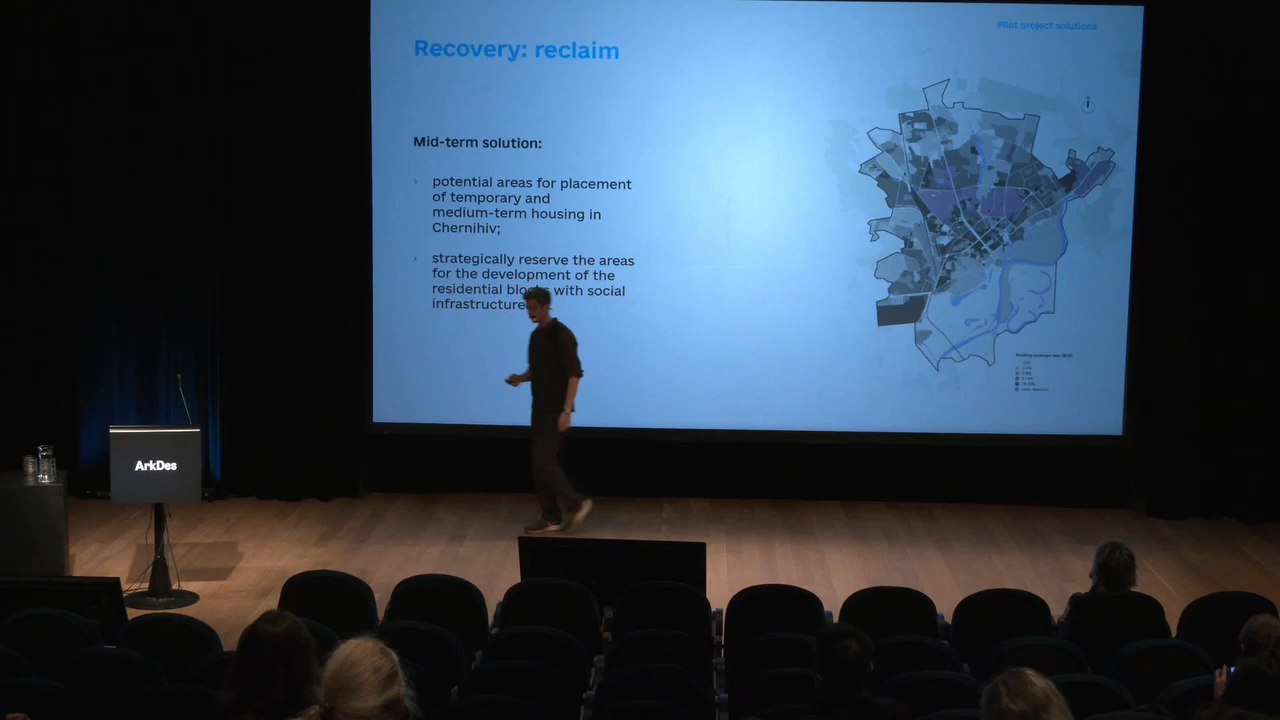 Pilot project solutions
Recovery: reclaim
Mid-term solution:
potential areas for placement
of temporary and
medium-term housing in
Chernihiv;
strategically reserve the areas
for the development of the
residential blocks with social
infrastructure
ArkDes